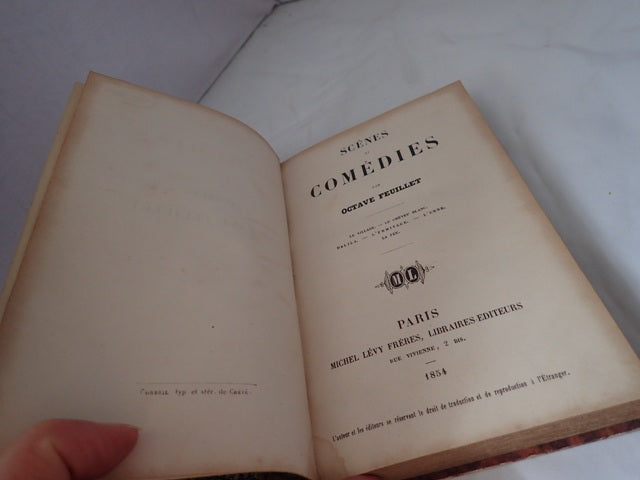 Corbeil, typ. et stér. de Crété.
SCÈNES
ET
COMÉDIES
PAR
OCTAVE FEUILLET
LE VILLAGE. — LE CHEVEU BLANC.
DALILA. — L'ERMITAGE. — L'URNE.
LA FÉE.
ML
PARIS
MICHEL LÉVY FRÈRES, LIBRAIRES-EDITEURS
RUE VIVIENNE, 2 BIS.
1854
L'auteur et les éditeurs se réservent le droit de traduction et de reproduction à l'Étranger.